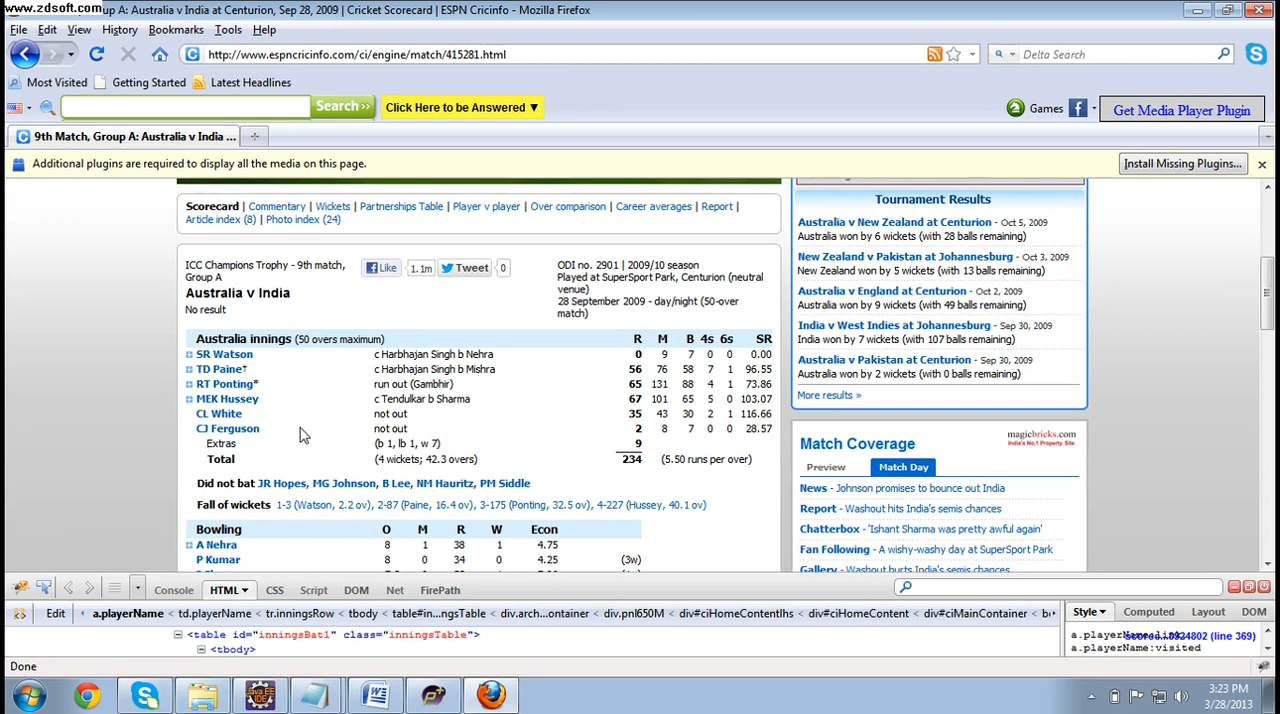 www.zdsoft.com
Group A: Australia v India at Centurion, Sep 28, 2009 | Cricket Scorecard | ESPN Cricinfo - Mozilla Firefox
File Edit View History Bookmarks Tools Help
http://www.espncricinfo.com/ci/engine/match/415281.html
Delta Search
Most Visited Getting Started Latest Headlines
Search>> Click Here to be Answered ▼ Games Get Media Player Plugin
9th Match, Group A: Australia v India ...
Additional plugins are required to display all the media on this page. Install Missing Plugins...
Scorecard | Commentary | Wickets | Partnerships Table | Player v player | Over comparison | Career averages | Report |
Article index (8) | Photo index (24)
ICC Champions Trophy - 9th match,
Group A
Like 1.1m Tweet 0
Australia v India
No result
ODI no. 2901 | 2009/10 season
Played at SuperSport Park, Centurion (neutral
venue)
28 September 2009 - day/night (50-over
match)
Australia innings (50 overs maximum) R M B 4s 6s SR
SR Watson c Harbhajan Singh b Nehra 0 9 7 0 0 0.00
TD Paine† c Harbhajan Singh b Mishra 56 76 58 7 1 96.55
RT Ponting* run out (Gambhir) 65 131 88 4 1 73.86
MEK Hussey c Tendulkar b Sharma 67 101 65 5 0 103.07
CL White not out 35 43 30 2 1 116.66
CJ Ferguson not out 2 8 7 0 0 28.57
Extras (b 1, lb 1, w 7) 9
Total (4 wickets; 42.3 overs) 234 (5.50 runs per over)
Did not bat JR Hopes, MG Johnson, B Lee, NM Hauritz, PM Siddle
Fall of wickets 1-3 (Watson, 2.2 ov), 2-87 (Paine, 16.4 ov), 3-175 (Ponting, 32.5 ov), 4-227 (Hussey, 40.1 ov)
Bowling O M R W Econ
A Nehra 8 1 38 1 4.75
P Kumar 8 0 34 0 4.25 (3w)
Tournament Results
Australia v New Zealand at Centurion - Oct 5, 2009
Australia won by 6 wickets (with 28 balls remaining)
New Zealand v Pakistan at Johannesburg - Oct 3, 2009
New Zealand won by 5 wickets (with 13 balls remaining)
Australia v England at Centurion - Oct 2, 2009
Australia won by 9 wickets (with 49 balls remaining)
India v West Indies at Johannesburg - Sep 30, 2009
India won by 7 wickets (with 107 balls remaining)
Australia v Pakistan at Centurion - Sep 30, 2009
Australia won by 2 wickets (with 0 balls remaining)
More results »
Match Coverage
magicbricks.com
India's No.1 Property Site
Preview Match Day
News - Johnson promises to bounce out India
Report - Washout hits India's semis chances
Chatterbox - 'Ishant Sharma was pretty awful again'
Fan Following - A wishy-washy day at SuperSport Park
Gallery - Washout hurts India's semis chances
Console HTML CSS Script DOM Net FirePath
Edit a.playerName < td.playerName < tr.inningsRow < tbody < table#in...ngsTable < div.arch...ontainer < div.pnl650M < div#ciHomeContentlhs < div#ciHomeContent < div#ciMainContainer
<table id="inningsBat1" class="inningsTable">
<tbody>
Style Computed Layout DOM
a.playerName:visited
Done
3:23 PM
3/28/2013